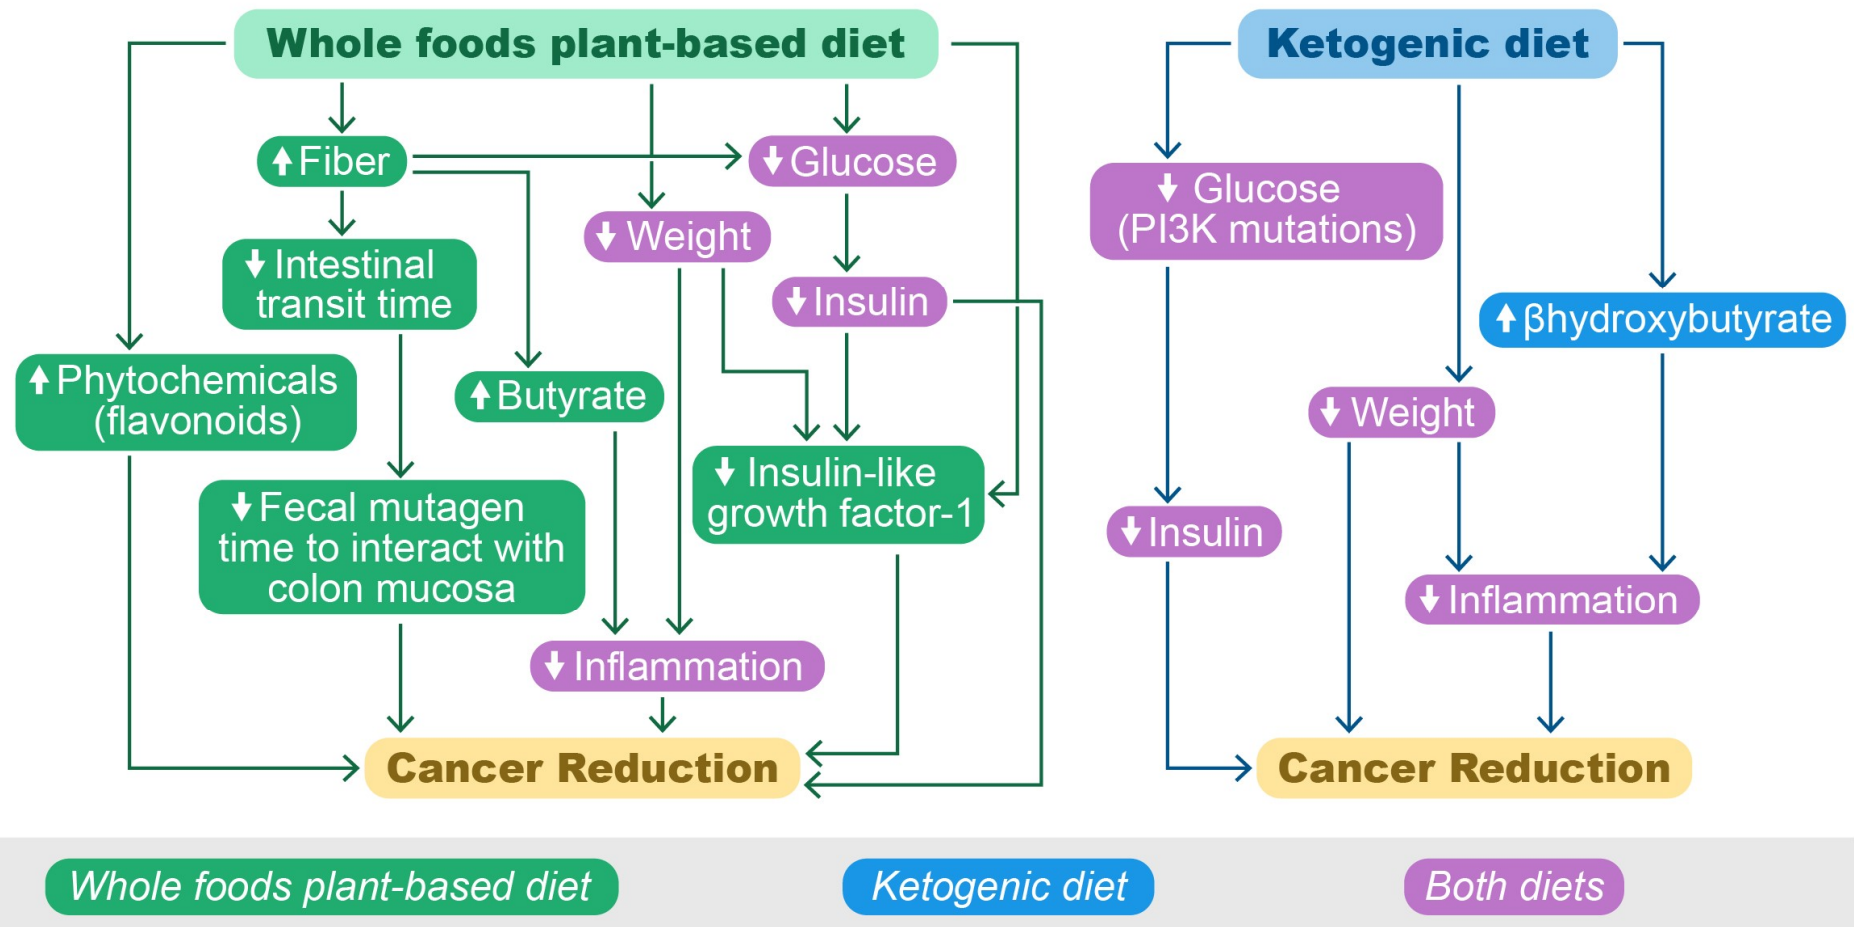 Whole foods plant-based diet
Fiber
Glucose
Weight
Intestinal
transit time
Insulin
Phytochemicals
(flavonoids)
Butyrate
Insulin-like
growth factor-1
Fecal mutagen
time to interact with
colon mucosa
Inflammation
Cancer Reduction
Ketogenic diet
Glucose
(PI3K mutations)
βhydroxybutyrate
Weight
Insulin
Inflammation
Cancer Reduction
Whole foods plant-based diet
Ketogenic diet
Both diets